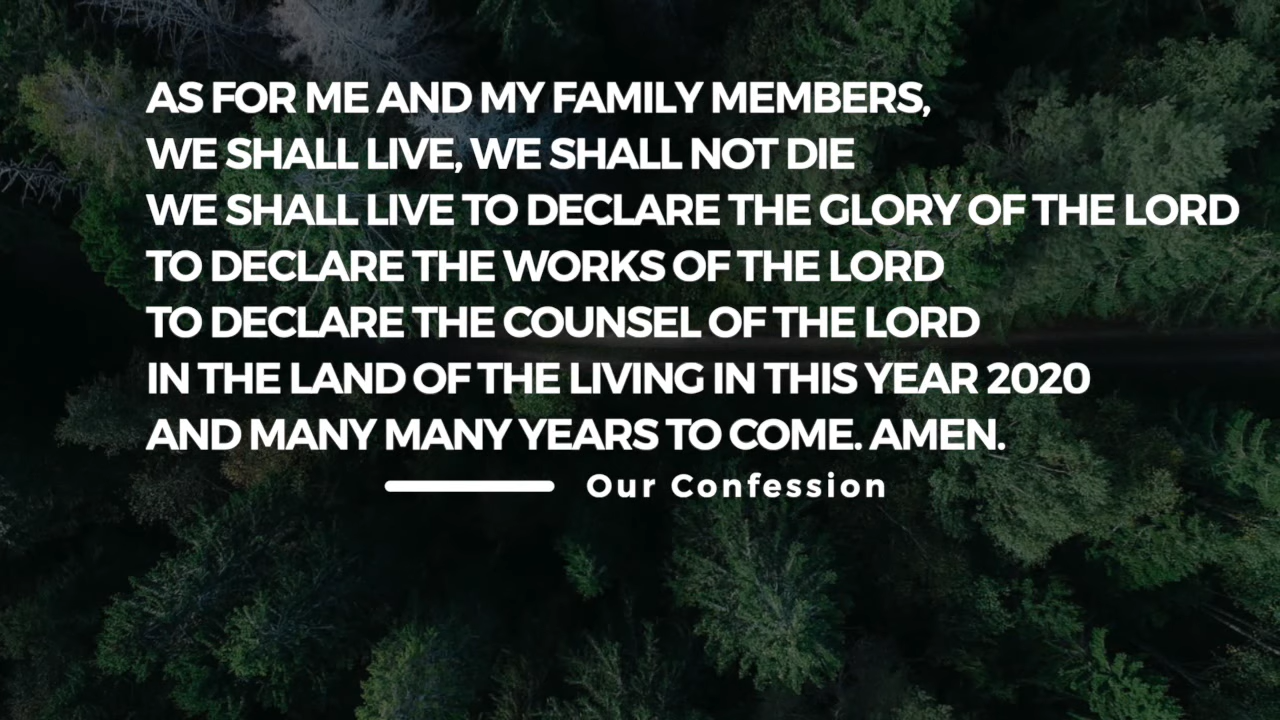 AS FOR ME AND MY FAMILY MEMBERS,
WE SHALL LIVE, WE SHALL NOT DIE
WE SHALL LIVE TO DECLARE THE GLORY OF THE LORD
TO DECLARE THE WORKS OF THE LORD
TO DECLARE THE COUNSEL OF THE LORD
IN THE LAND OF THE LIVING IN THIS YEAR 2020
AND MANY MANY YEARS TO COME. AMEN.
Our Confession